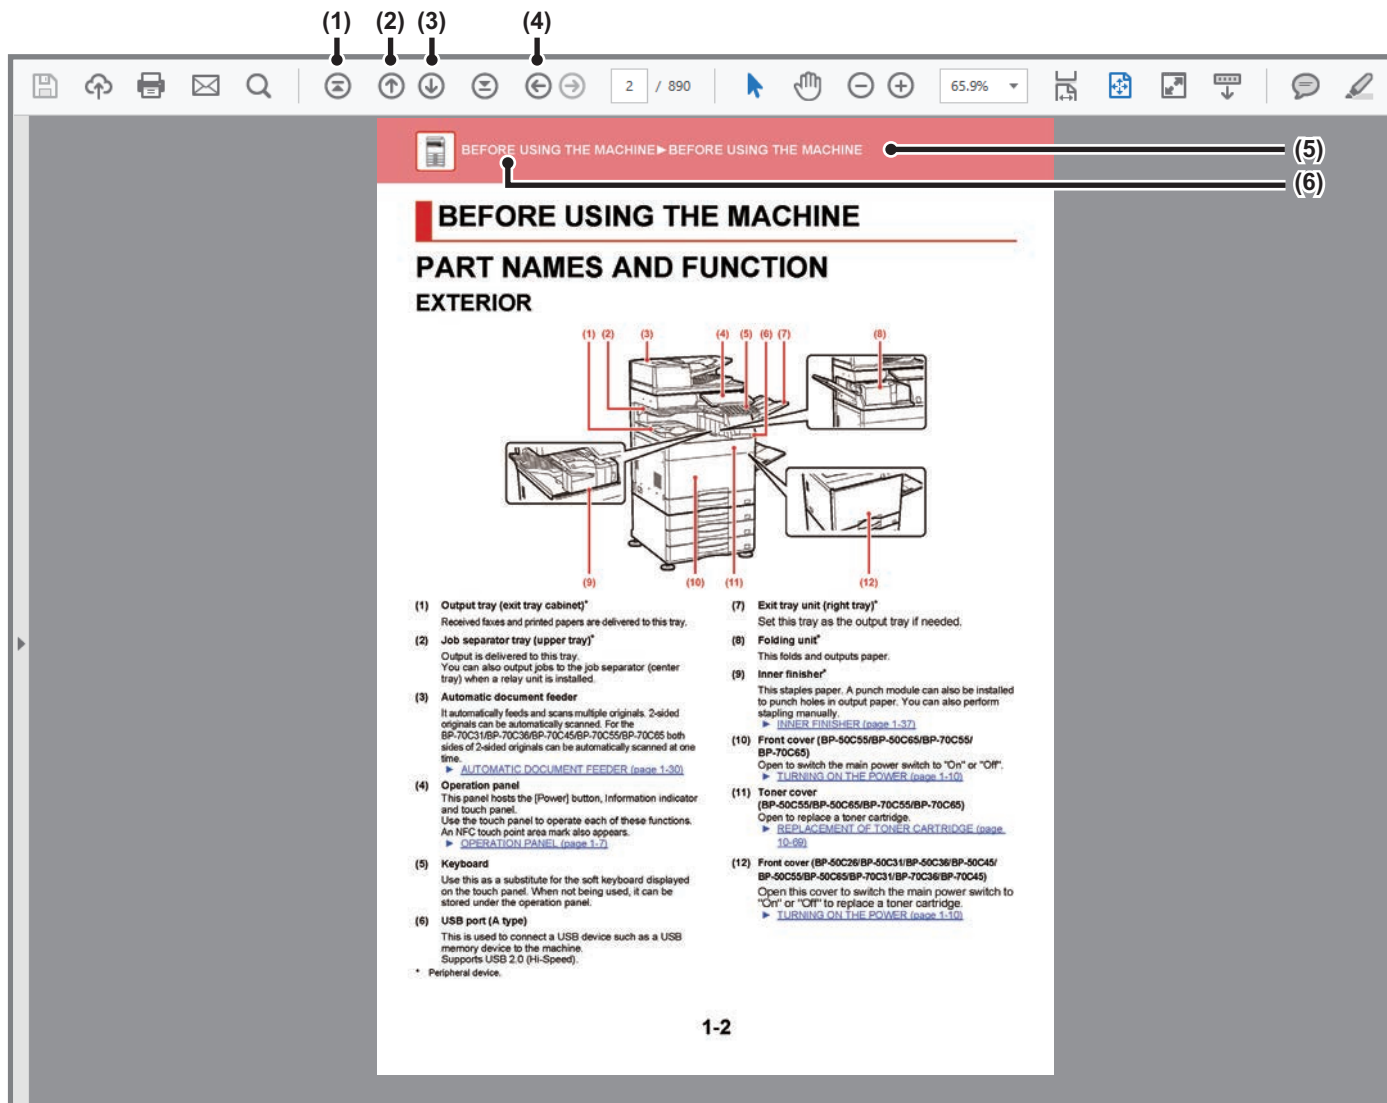 (1) (2) (3) (4)
2 / 890 65.9%
BEFORE USING THE MACHINE►BEFORE USING THE MACHINE
(5)
(6)
BEFORE USING THE MACHINE
PART NAMES AND FUNCTION
EXTERIOR
(1) (2) (3) (4) (5) (6) (7) (8)
(9) (10) (11) (12)
(1) Output tray (exit tray cabinet)*
Received faxes and printed papers are delivered to this tray.
(2) Job separator tray (upper tray)*
Output is delivered to this tray.
You can also output jobs to the job separator (center
tray) when a relay unit is installed.
(3) Automatic document feeder
It automatically feeds and scans multiple originals. 2-sided
originals can be automatically scanned. For the
BP-70C31/BP-70C36/BP-70C45/BP-70C55/BP-70C65 both
sides of 2-sided originals can be automatically scanned at one
time.
► AUTOMATIC DOCUMENT FEEDER (page 1-30)
(4) Operation panel
This panel hosts the [Power] button, Information indicator
and touch panel.
Use the touch panel to operate each of these functions.
An NFC touch point area mark also appears.
► OPERATION PANEL (page 1-7)
(5) Keyboard
Use this as a substitute for the soft keyboard displayed
on the touch panel. When not being used, it can be
stored under the operation panel.
(6) USB port (A type)
This is used to connect a USB device such as a USB
memory device to the machine.
Supports USB 2.0 (Hi-Speed).
* Peripheral device.
(7) Exit tray unit (right tray)*
Set this tray as the output tray if needed.
(8) Folding unit*
This folds and outputs paper.
(9) Inner finisher*
This staples paper. A punch module can also be installed
to punch holes in output paper. You can also perform
stapling manually.
► INNER FINISHER (page 1-37)
(10) Front cover (BP-50C55/BP-50C65/BP-70C55/
BP-70C65)
Open to switch the main power switch to "On" or "Off".
► TURNING ON THE POWER (page 1-10)
(11) Toner cover
(BP-50C55/BP-50C65/BP-70C55/BP-70C65)
Open to replace a toner cartridge.
► REPLACEMENT OF TONER CARTRIDGE (page
10-69)
(12) Front cover (BP-50C26/BP-50C31/BP-50C36/BP-50C45/
BP-50C55/BP-50C65/BP-70C31/BP-70C36/BP-70C45)
Open this cover to switch the main power switch to
"On" or "Off" to replace a toner cartridge.
► TURNING ON THE POWER (page 1-10)
1-2